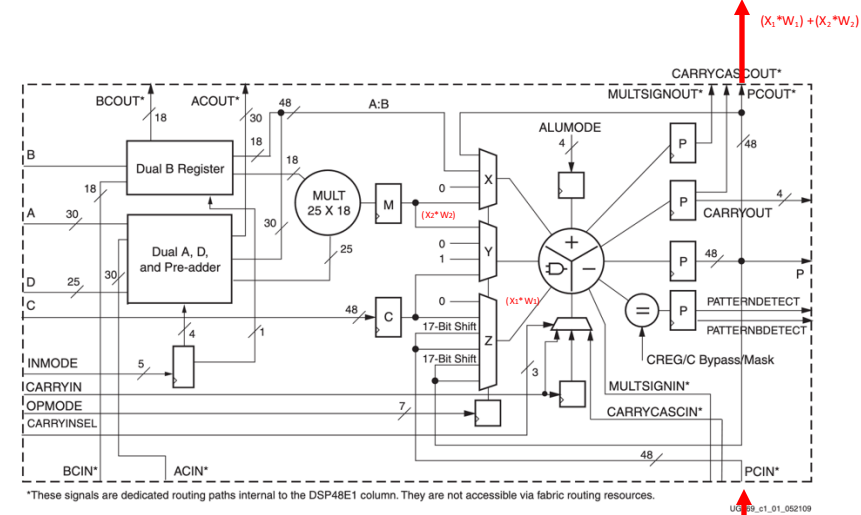 (X₁*W₁) +(X₂*W₂)
CARRYCASCOUT*
BCOUT* ACOUT* MULTSIGNOUT* PCOUT*
48 A:B
18 30
ALUMODE
18 4 48
B
Dual B Register
18
P
18
MULT
25 X 18
X
0
M
P
4
CARRYOUT
(X₂*W₂)
A
30
30
Dual A, D,
and Pre-adder
25
0
1
Y
P
48
P
D
25
30
C
48
C
0
(X₁*W₁)
17-Bit Shift
Z
17-Bit Shift
=
P
PATTERNDETECT
PATTERNBDETECT
4
1
INMODE
5
3
CREG/C Bypass/Mask
CARRYIN
MULTSIGNIN*
OPMODE
7
CARRYCASCIN*
CARRYINSEL
48
BCIN* ACIN* PCIN*
*These signals are dedicated routing paths internal to the DSP48E1 column. They are not accessible via fabric routing resources.